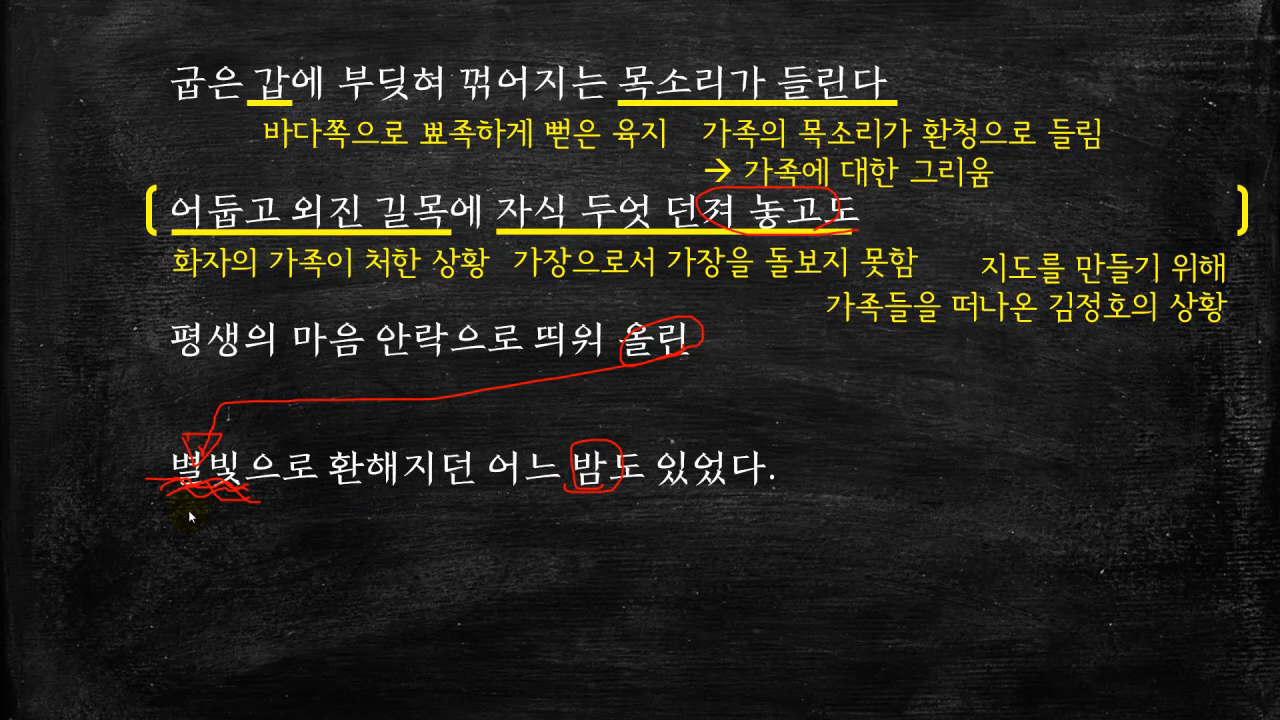 굽은 갑에 부딪혀 꺾어지는 목소리가 들린다
바다쪽으로 뾰족하게 뻗은 육지 가족의 목소리가 환청으로 들림
→ 가족에 대한 그리움
[어둡고 외진 길목에 자식 두엇 던져 놓고도 ]
화자의 가족이 처한 상황 가장으로서 가장을 돌보지 못함 지도를 만들기 위해
가족들을 떠나온 김정호의 상황
평생의 마음 안락으로 띄워 올린
별빛으로 환해지던 어느 밤도 있었다.